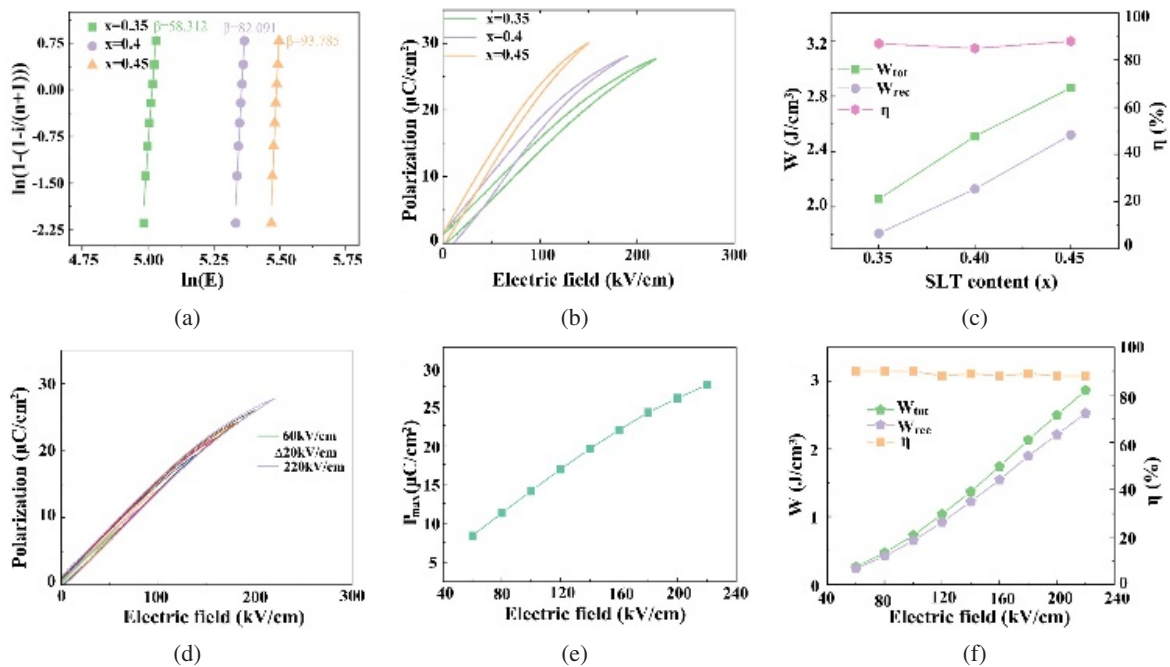 x=0.35 β=58.312 β=82.091
x=0.4
x=0.45 β=93.785
ln(1-(1-i/(n+1)))
0.75
0.00
-0.75
-1.50
-2.25
4.75 5.00 5.25 5.50 5.75
ln(E)
(a)
x=0.35
x=0.4
x=0.45
Polarization (μC/cm²)
30
20
10
0
0 100 200 300
Electric field (kV/cm)
(b)
W_tot
W_rec
η
W (J/cm³)
3.2
2.8
2.4
2.0
100
80
60
40
20
0
η (%)
0.35 0.40 0.45
SLT content (x)
(c)
60kV/cm
Δ20kV/cm
220kV/cm
Polarization (μC/cm²)
30
20
10
0
0 100 200 300
Electric field (kV/cm)
(d)
P_max(μC/cm²)
35
30
25
20
15
10
5
40 80 120 160 200 240
Electric field (kV/cm)
(e)
W_tot
W_rec
η
W (J/cm³)
3
2
1
0
100
80
60
40
20
0
η (%)
40 80 120 160 200 240
Electric field (kV/cm)
(f)